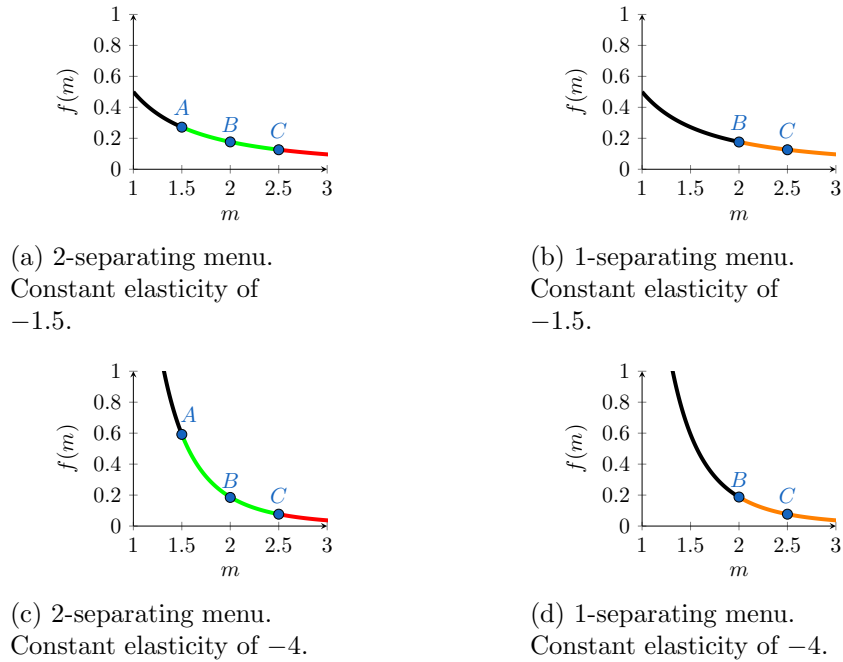 1
0.8
0.6
0.4
0.2
0
f(m)
A
B
C
1 1.5 2 2.5 3
m
(a) 2-separating menu.
Constant elasticity of
−1.5.
1
0.8
0.6
0.4
0.2
0
f(m)
B
C
1 1.5 2 2.5 3
m
(b) 1-separating menu.
Constant elasticity of
−1.5.
1
0.8
0.6
0.4
0.2
0
f(m)
A
B
C
1 1.5 2 2.5 3
m
(c) 2-separating menu.
Constant elasticity of −4.
1
0.8
0.6
0.4
0.2
0
f(m)
B
C
1 1.5 2 2.5 3
m
(d) 1-separating menu.
Constant elasticity of −4.